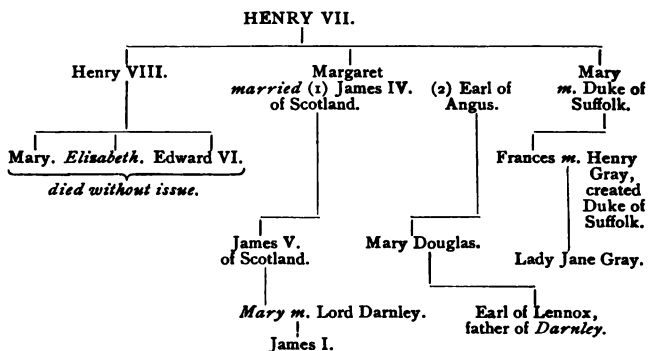 HENRY VII.
Henry VIII.
Margaret
married (1) James IV.
of Scotland.
(2) Earl of
Angus.
Mary
m. Duke of
Suffolk.
Mary. Elizabeth. Edward VI.
died without issue.
Frances m. Henry
Gray,
created
Duke of
Suffolk.
James V.
of Scotland.
Mary Douglas.
Lady Jane Gray.
Mary m. Lord Darnley.
Earl of Lennox,
father of Darnley.
James I.